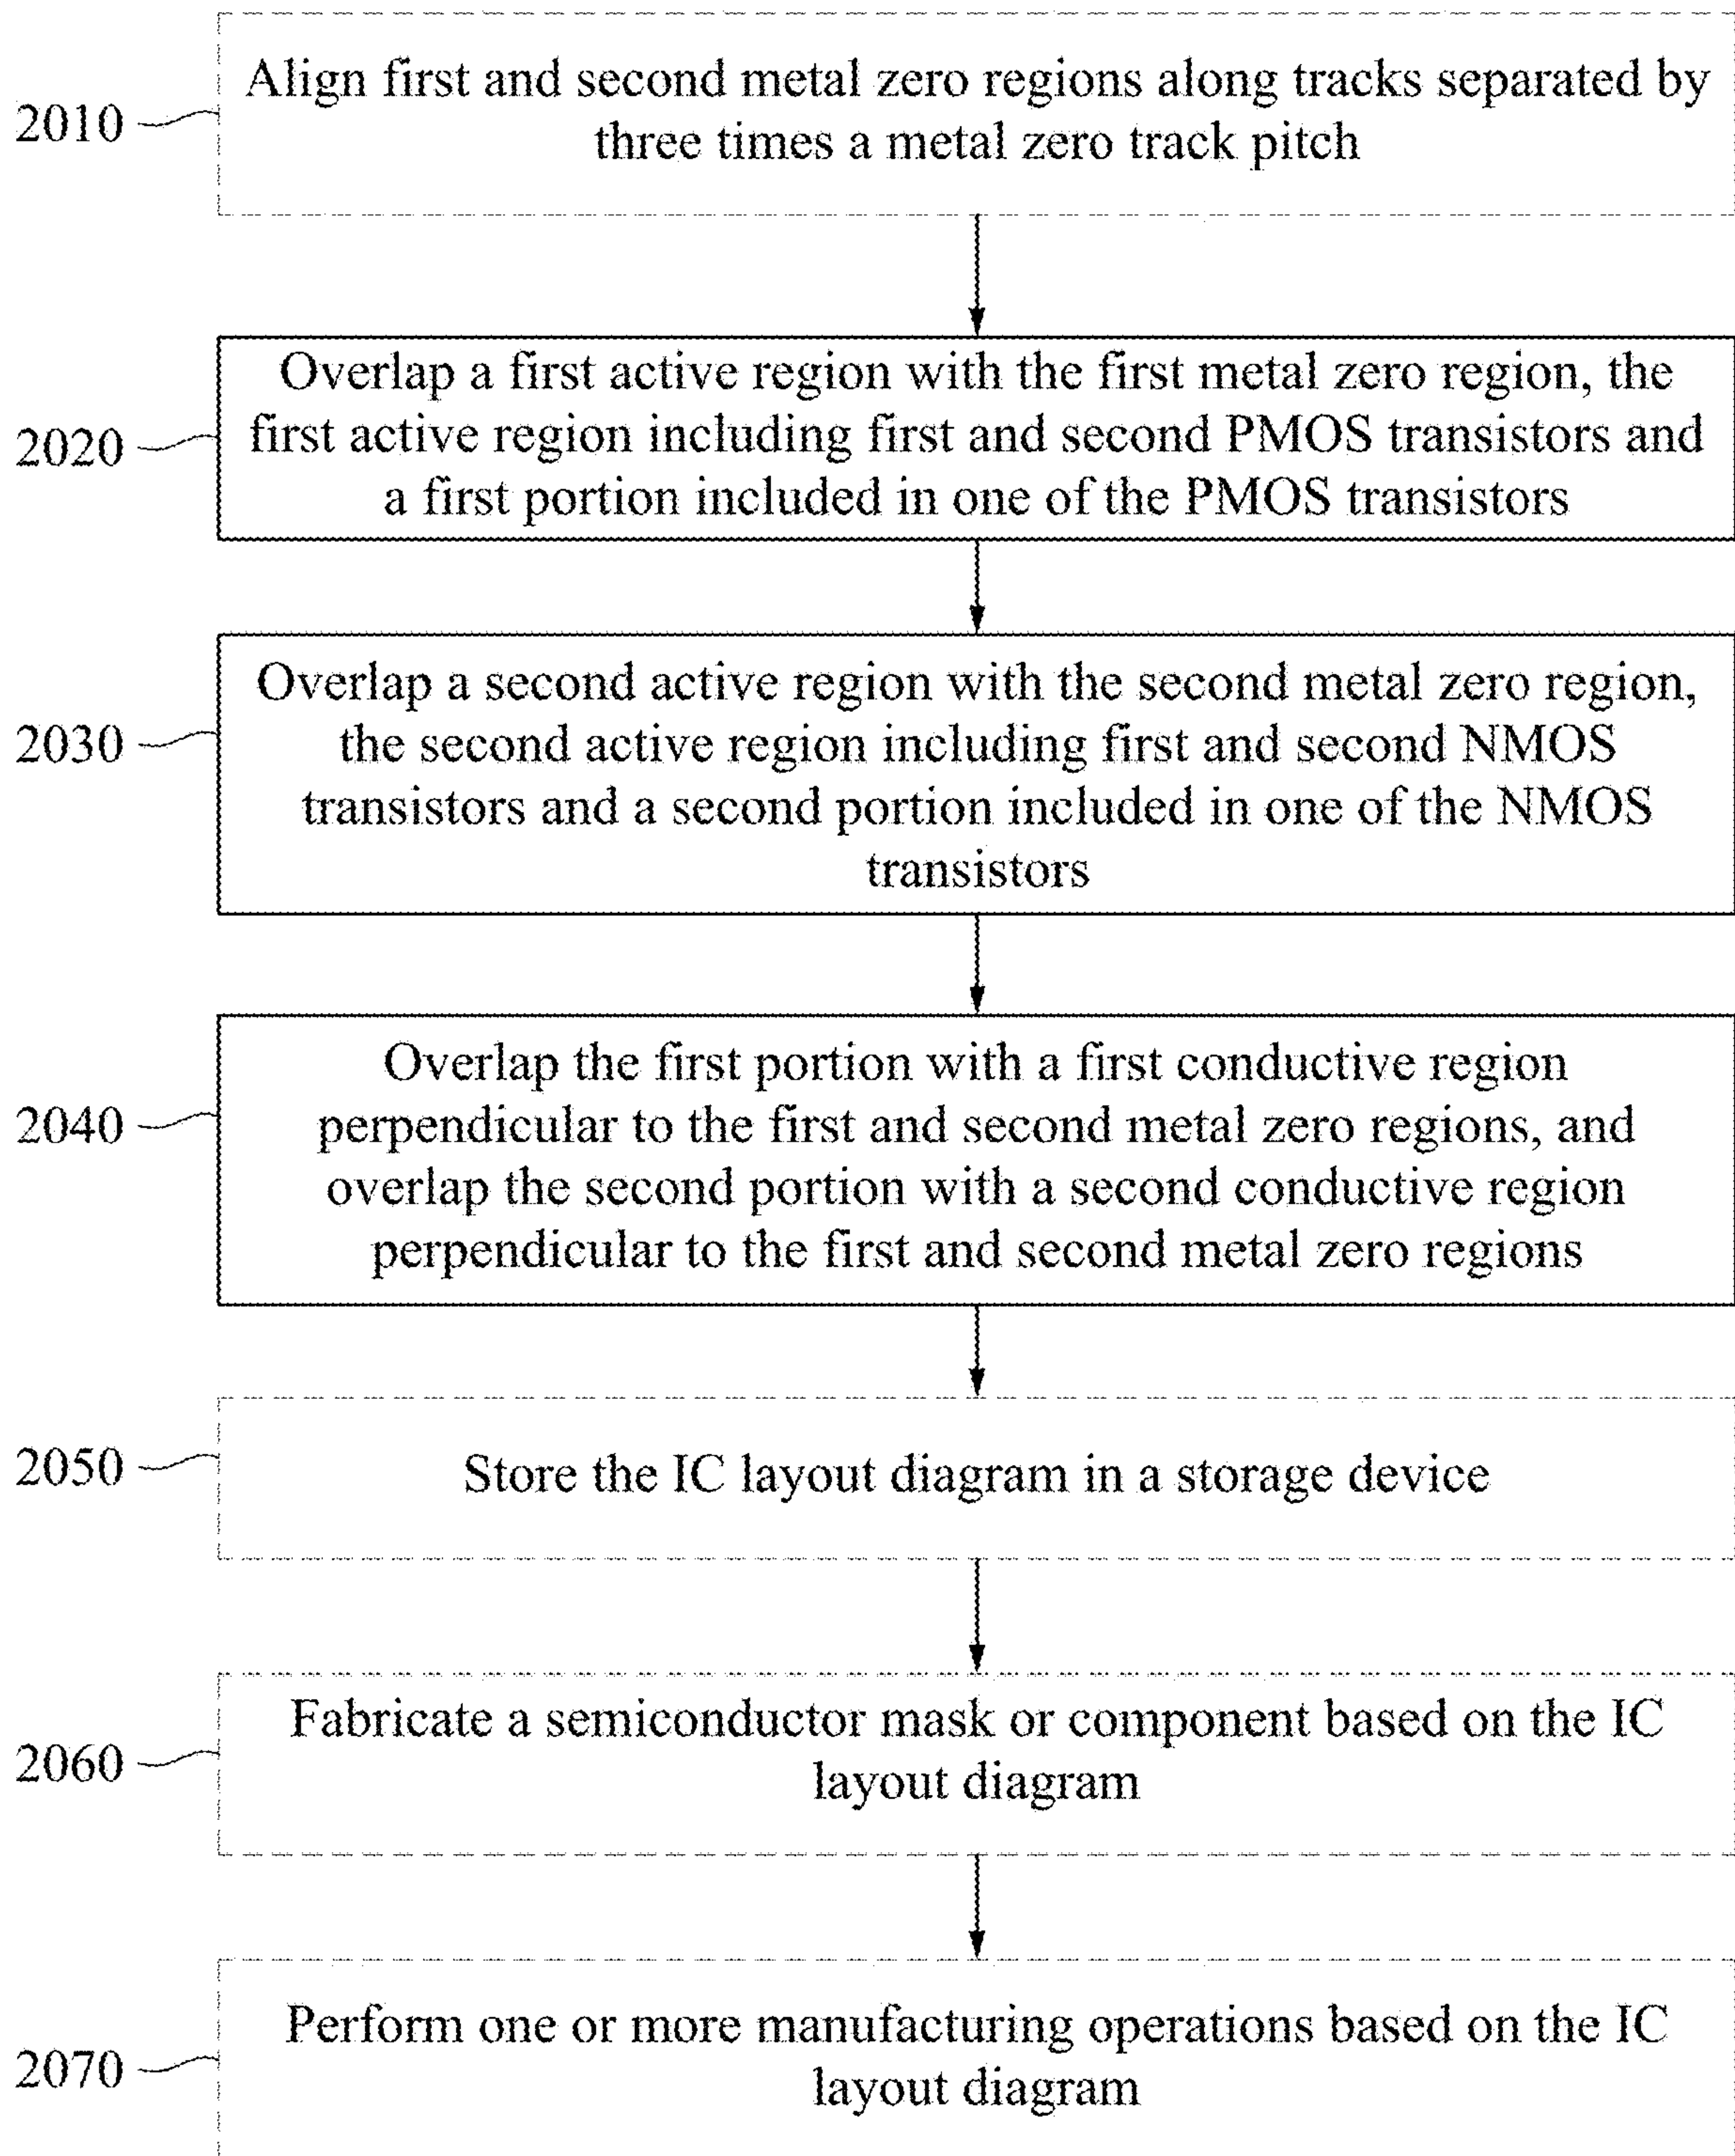 2010
Align first and second metal zero regions along tracks separated by
three times a metal zero track pitch
2020
Overlap a first active region with the first metal zero region, the
first active region including first and second PMOS transistors and
a first portion included in one of the PMOS transistors
2030
Overlap a second active region with the second metal zero region,
the second active region including first and second NMOS
transistors and a second portion included in one of the NMOS
transistors
2040
Overlap the first portion with a first conductive region
perpendicular to the first and second metal zero regions, and
overlap the second portion with a second conductive region
perpendicular to the first and second metal zero regions
2050
Store the IC layout diagram in a storage device
2060
Fabricate a semiconductor mask or component based on the IC
layout diagram
2070
Perform one or more manufacturing operations based on the IC
layout diagram